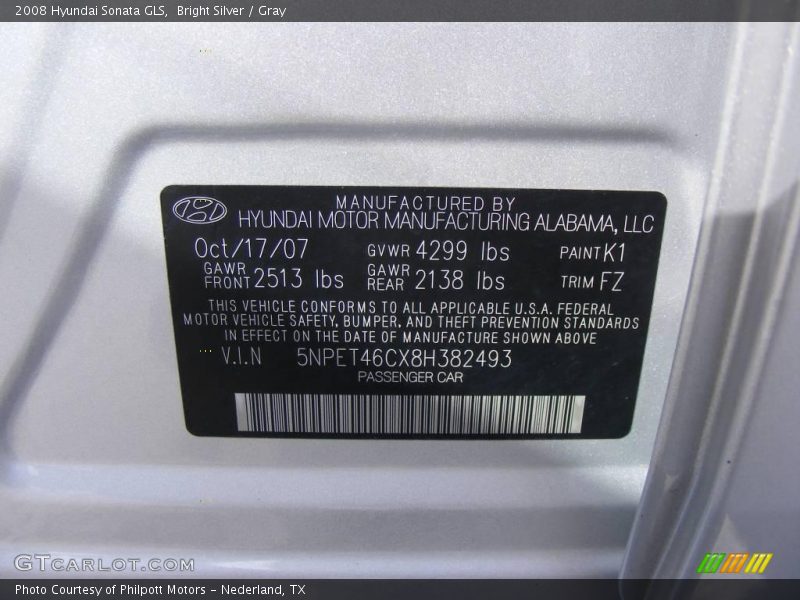 2008 Hyundai Sonata GLS, Bright Silver / Gray
MANUFACTURED BY
HYUNDAI MOTOR MANUFACTURING ALABAMA, LLC
Oct/17/07 GVWR 4299 lbs PAINT K1
GAWR FRONT 2513 lbs GAWR REAR 2138 lbs TRIM FZ
THIS VEHICLE CONFORMS TO ALL APPLICABLE U.S.A. FEDERAL
MOTOR VEHICLE SAFETY, BUMPER, AND THEFT PREVENTION STANDARDS
IN EFFECT ON THE DATE OF MANUFACTURE SHOWN ABOVE
V.I.N 5NPET46CX8H382493
PASSENGER CAR
GTCARLOT.COM
Photo Courtesy of Philpott Motors - Nederland, TX